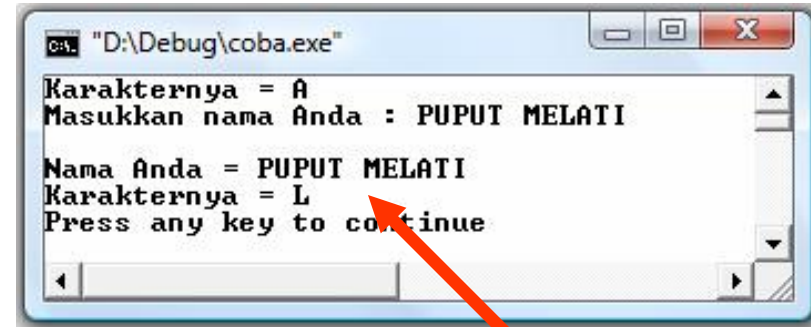 "D:\Debug\coba.exe"
Karakternya = A
Masukkan nama Anda : PUPUT MELATI
Nama Anda = PUPUT MELATI
Karakternya = L
Press any key to continue